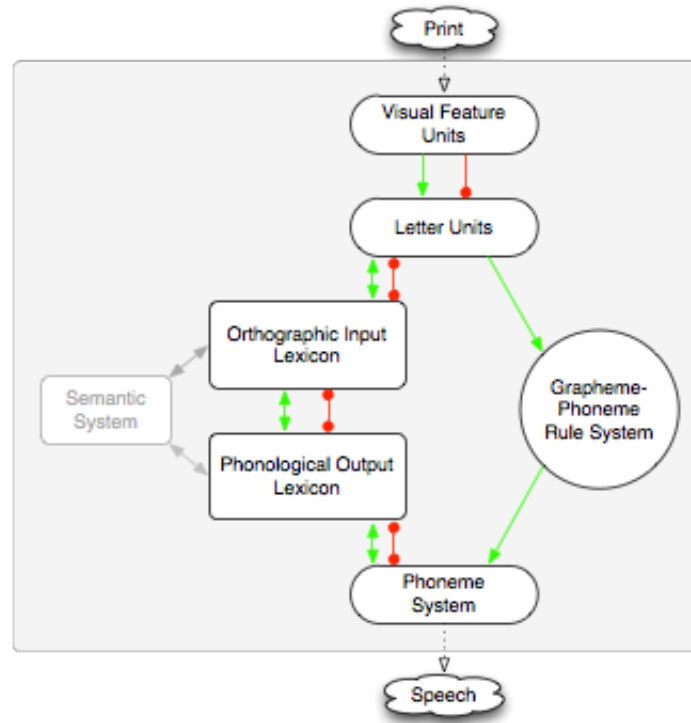 Print
Visual Feature
Units
Letter Units
Orthographic Input
Lexicon
Semantic
System
Grapheme-
Phoneme
Rule System
Phonological Output
Lexicon
Phoneme
System
Speech